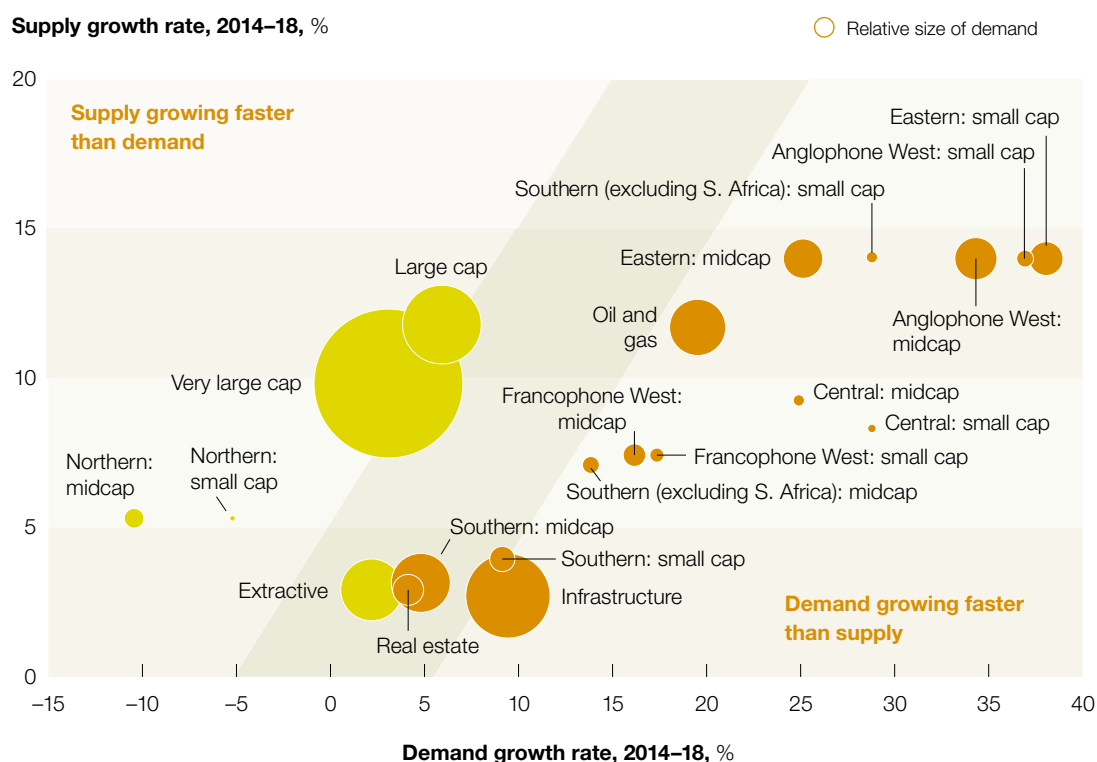 Supply growth rate, 2014–18, %
Relative size of demand
20
Supply growing faster
than demand
Eastern: small cap
Anglophone West: small cap
Southern (excluding S. Africa): small cap
15
Eastern: midcap
Large cap
Oil and
gas
Anglophone West:
midcap
10
Very large cap
Francophone West:
midcap
Central: midcap
Central: small cap
Northern:
midcap
Northern:
small cap
Francophone West: small cap
Southern (excluding S. Africa): midcap
5
Southern: midcap
Southern: small cap
Extractive
Infrastructure
Real estate
Demand growing faster
than supply
0
–15 –10 –5 0 5 10 15 20 25 30 35 40
Demand growth rate, 2014–18, %